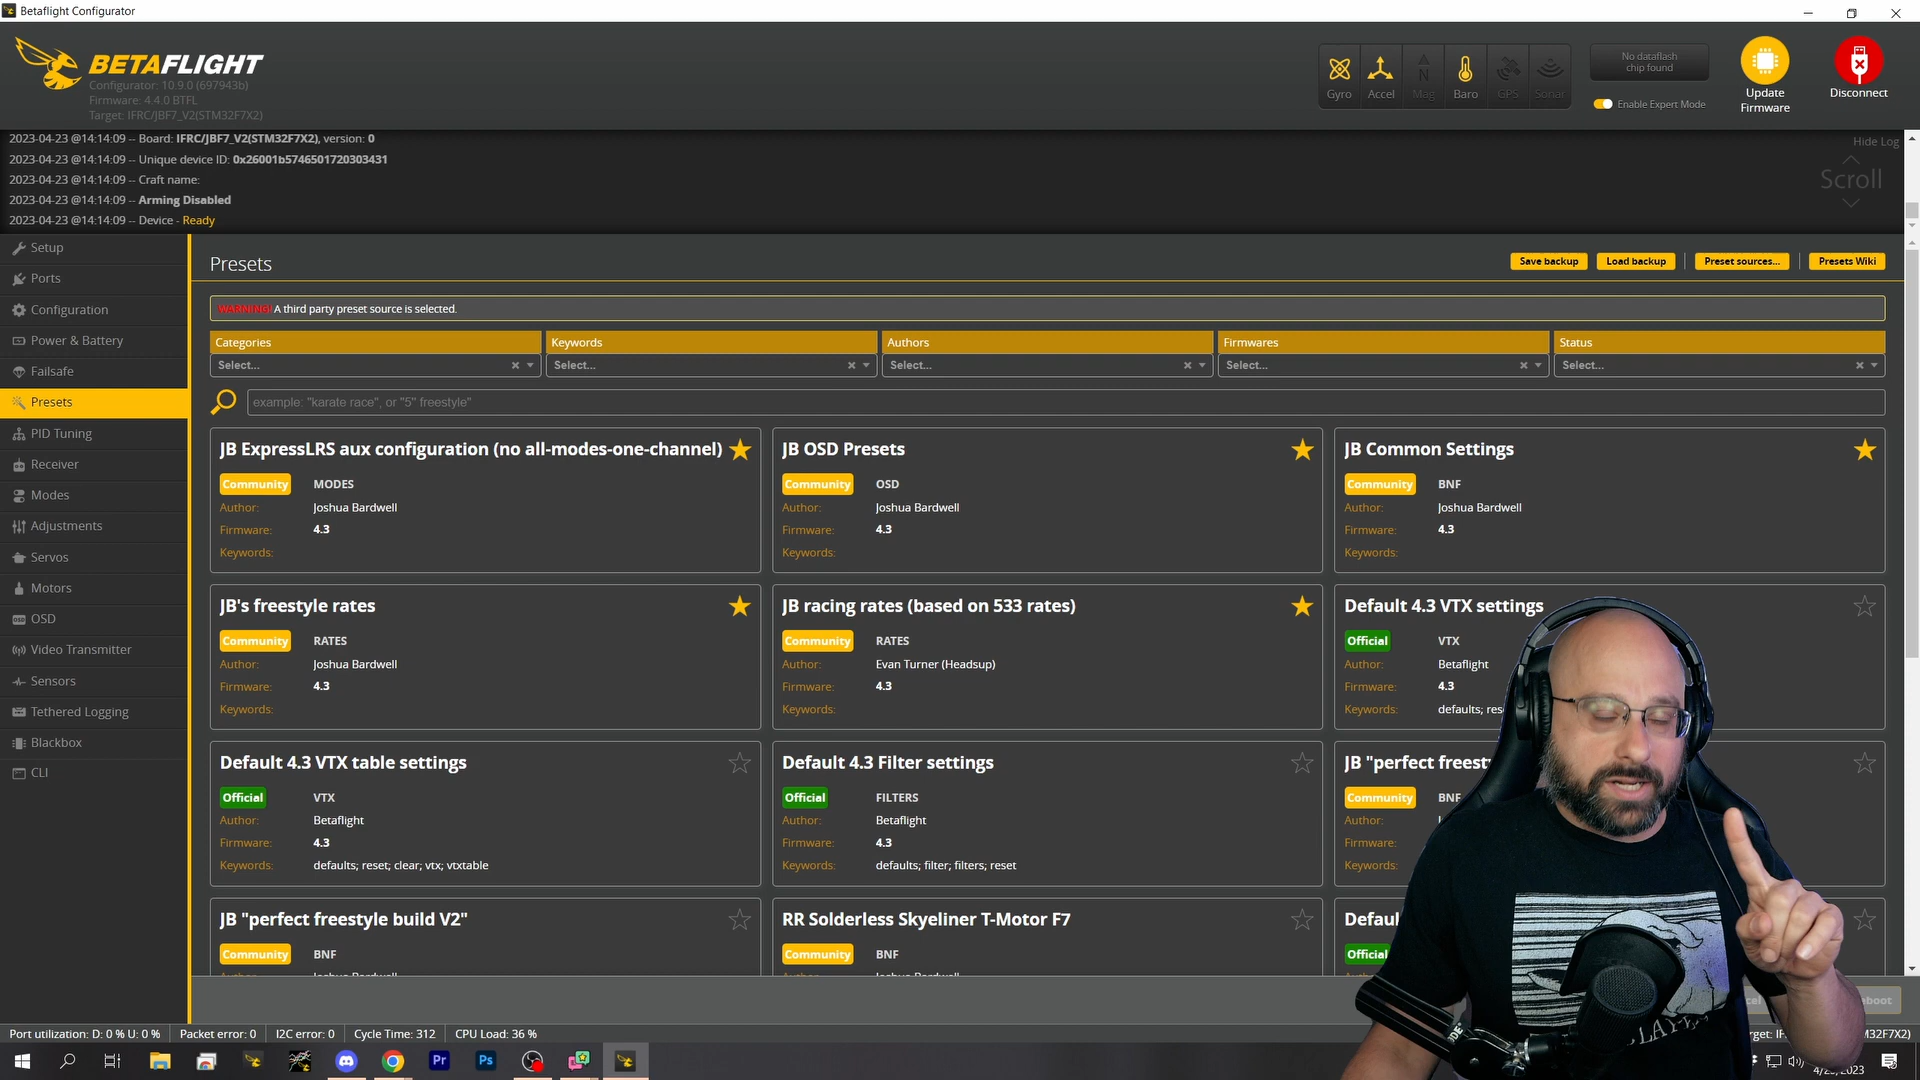 Betaflight Configurator
BETAFLIGHT
Configurator: 10.9.0 (697943b)
Firmware: 4.4.0 BTFL
Target: IFRC/JBF7_V2(STM32F7X2)
Gyro
Accel
Mag
Baro
GPS
Sonar
No dataflash
chip found
Enable Expert Mode
Update
Firmware
Disconnect
2023-04-23 @14:14:09 -- Board: IFRC/JBF7_V2(STM32F7X2), version: 0
2023-04-23 @14:14:09 -- Unique device ID: 0x26001b5746501720303431
2023-04-23 @14:14:09 -- Craft name:
2023-04-23 @14:14:09 -- Arming Disabled
2023-04-23 @14:14:09 -- Device - Ready
Hide Log
Scroll
Setup
Ports
Configuration
Power & Battery
Failsafe
Presets
PID Tuning
Receiver
Modes
Adjustments
Servos
Motors
OSD
Video Transmitter
Sensors
Tethered Logging
Blackbox
CLI
Presets
Save backup
Load backup
Preset sources...
Presets Wiki
WARNING! A third party preset source is selected.
Categories
Keywords
Authors
Firmwares
Status
Select...
Select...
Select...
Select...
Select...
example: "karate race", or "5" freestyle"
JB ExpressLRS aux configuration (no all-modes-one-channel)
Community MODES
Author: Joshua Bardwell
Firmware: 4.3
Keywords:
JB OSD Presets
Community OSD
Author: Joshua Bardwell
Firmware: 4.3
Keywords:
JB Common Settings
Community BNF
Author: Joshua Bardwell
Firmware: 4.3
Keywords:
JB's freestyle rates
Community RATES
Author: Joshua Bardwell
Firmware: 4.3
Keywords:
JB racing rates (based on 533 rates)
Community RATES
Author: Evan Turner (Headsup)
Firmware: 4.3
Keywords:
Default 4.3 VTX settings
Official VTX
Author: Betaflight
Firmware: 4.3
Keywords: defaults;
Default 4.3 VTX table settings
Official VTX
Author: Betaflight
Firmware: 4.3
Keywords: defaults; reset; clear; vtx; vtxtable
Default 4.3 Filter settings
Official FILTERS
Author: Betaflight
Firmware: 4.3
Keywords: defaults; filter; filters; reset
JB "perfect
Community BNF
Author:
Firmware:
Keywords:
JB "perfect freestyle build V2"
Community BNF
Author: Joshua Bardwell
RR Solderless Skyeliner T-Motor F7
Community BNF
Author: Joshua Bardwell
Official
Port utilization: D: 0 % U: 0 %
Packet error: 0
I2C error: 0
Cycle Time: 312
CPU Load: 36 %
Pr
Ps